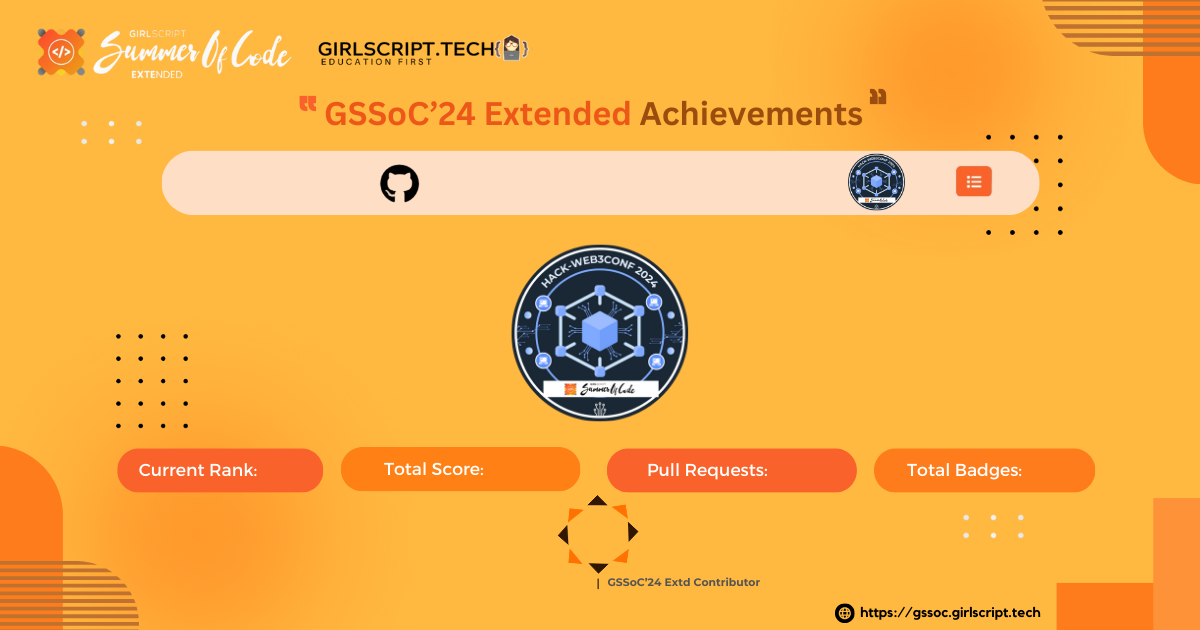 GIRLSCRIPT
Summer Of Code
EXTENDED
GIRLSCRIPT.TECH
EDUCATION FIRST
❝ GSSoC’24 Extended Achievements ❞
HACK-WEB3CONF 2024
GIRLSCRIPT
Summer Of Code
Current Rank:
Total Score:
Pull Requests:
Total Badges:
| GSSoC’24 Extd Contributor
https://gssoc.girlscript.tech